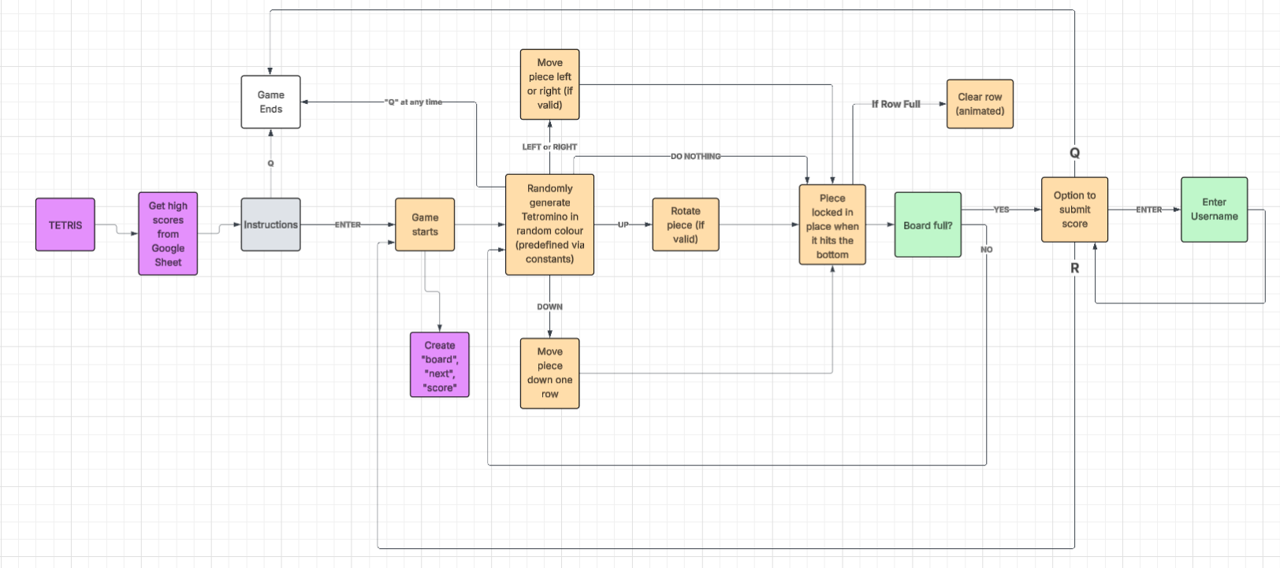 Game
Ends
"Q" at any time
Q
Move
piece left
or right (if
valid)
LEFT or RIGHT
DO NOTHING
If Row Full
Clear row
(animated)
Q
TETRIS
Get high
scores
from
Google
Sheet
Instructions
ENTER
Game
starts
Randomly
generate
Tetromino in
random colour
(predefined via
constants)
UP
Rotate
piece (if
valid)
Piece
locked in
place when
it hits the
bottom
Board full?
YES
NO
Option to
submit
score
ENTER
Enter
Username
R
DOWN
Create
"board",
"next",
"score"
Move
piece
down one
row